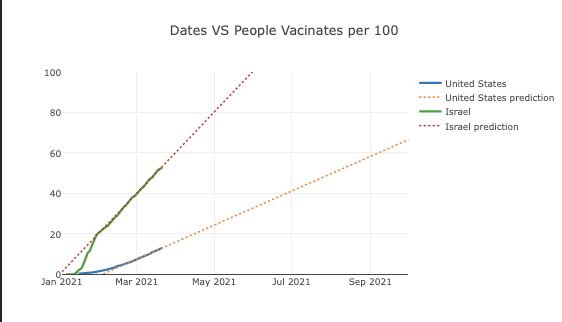 Dates VS People Vacinates per 100
100
80
60
40
20
0
Jan 2021 Mar 2021 May 2021 Jul 2021 Sep 2021
United States
United States prediction
Israel
Israel prediction